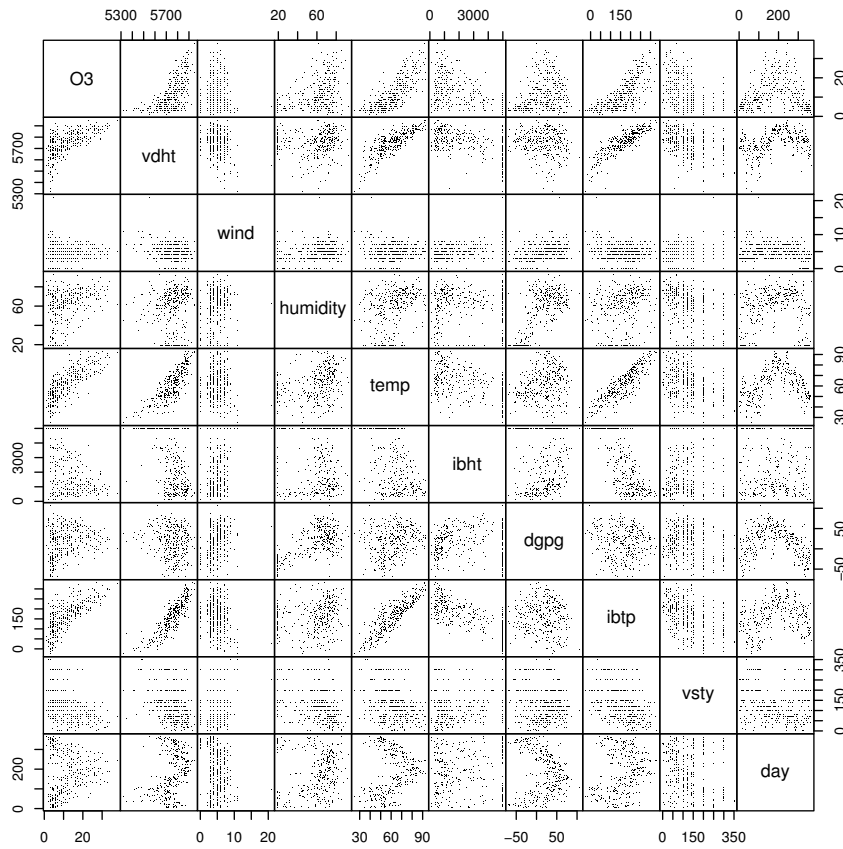 5300 5700 20 60 0 3000 0 150 0 200
O3 0 20
5300 5700 vdht
wind 0 10 20
20 60 humidity
temp 30 60 90
0 3000 ibht
dgpg −50 50
0 150 ibtp
vsty 0 150 350
0 200 day
0 20 0 10 20 30 60 90 −50 50 0 150 350